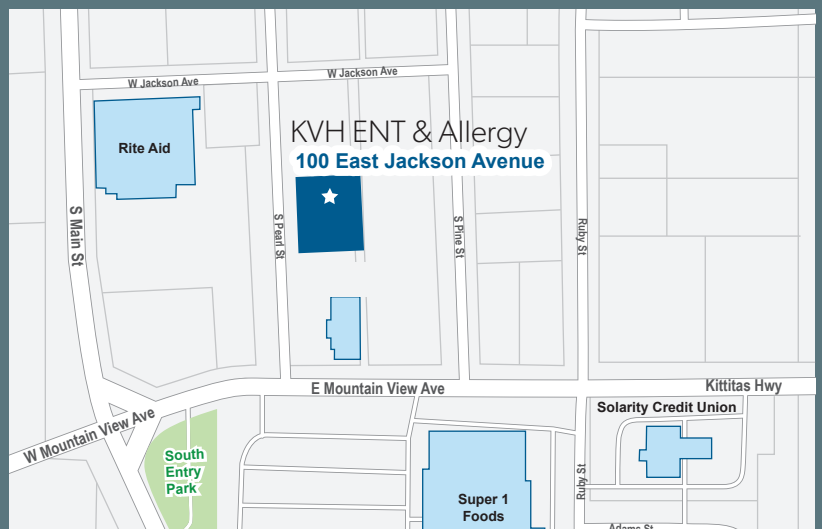 W Jackson Ave
W Jackson Ave
KVH ENT & Allergy
100 East Jackson Avenue
Rite Aid
S Main St
S Pearl St
S Pine St
Ruby St
E Mountain View Ave
Kittitas Hwy
Solarity Credit Union
W Mountain View Ave
South
Entry
Park
Ruby St
Super 1
Foods
Adams St